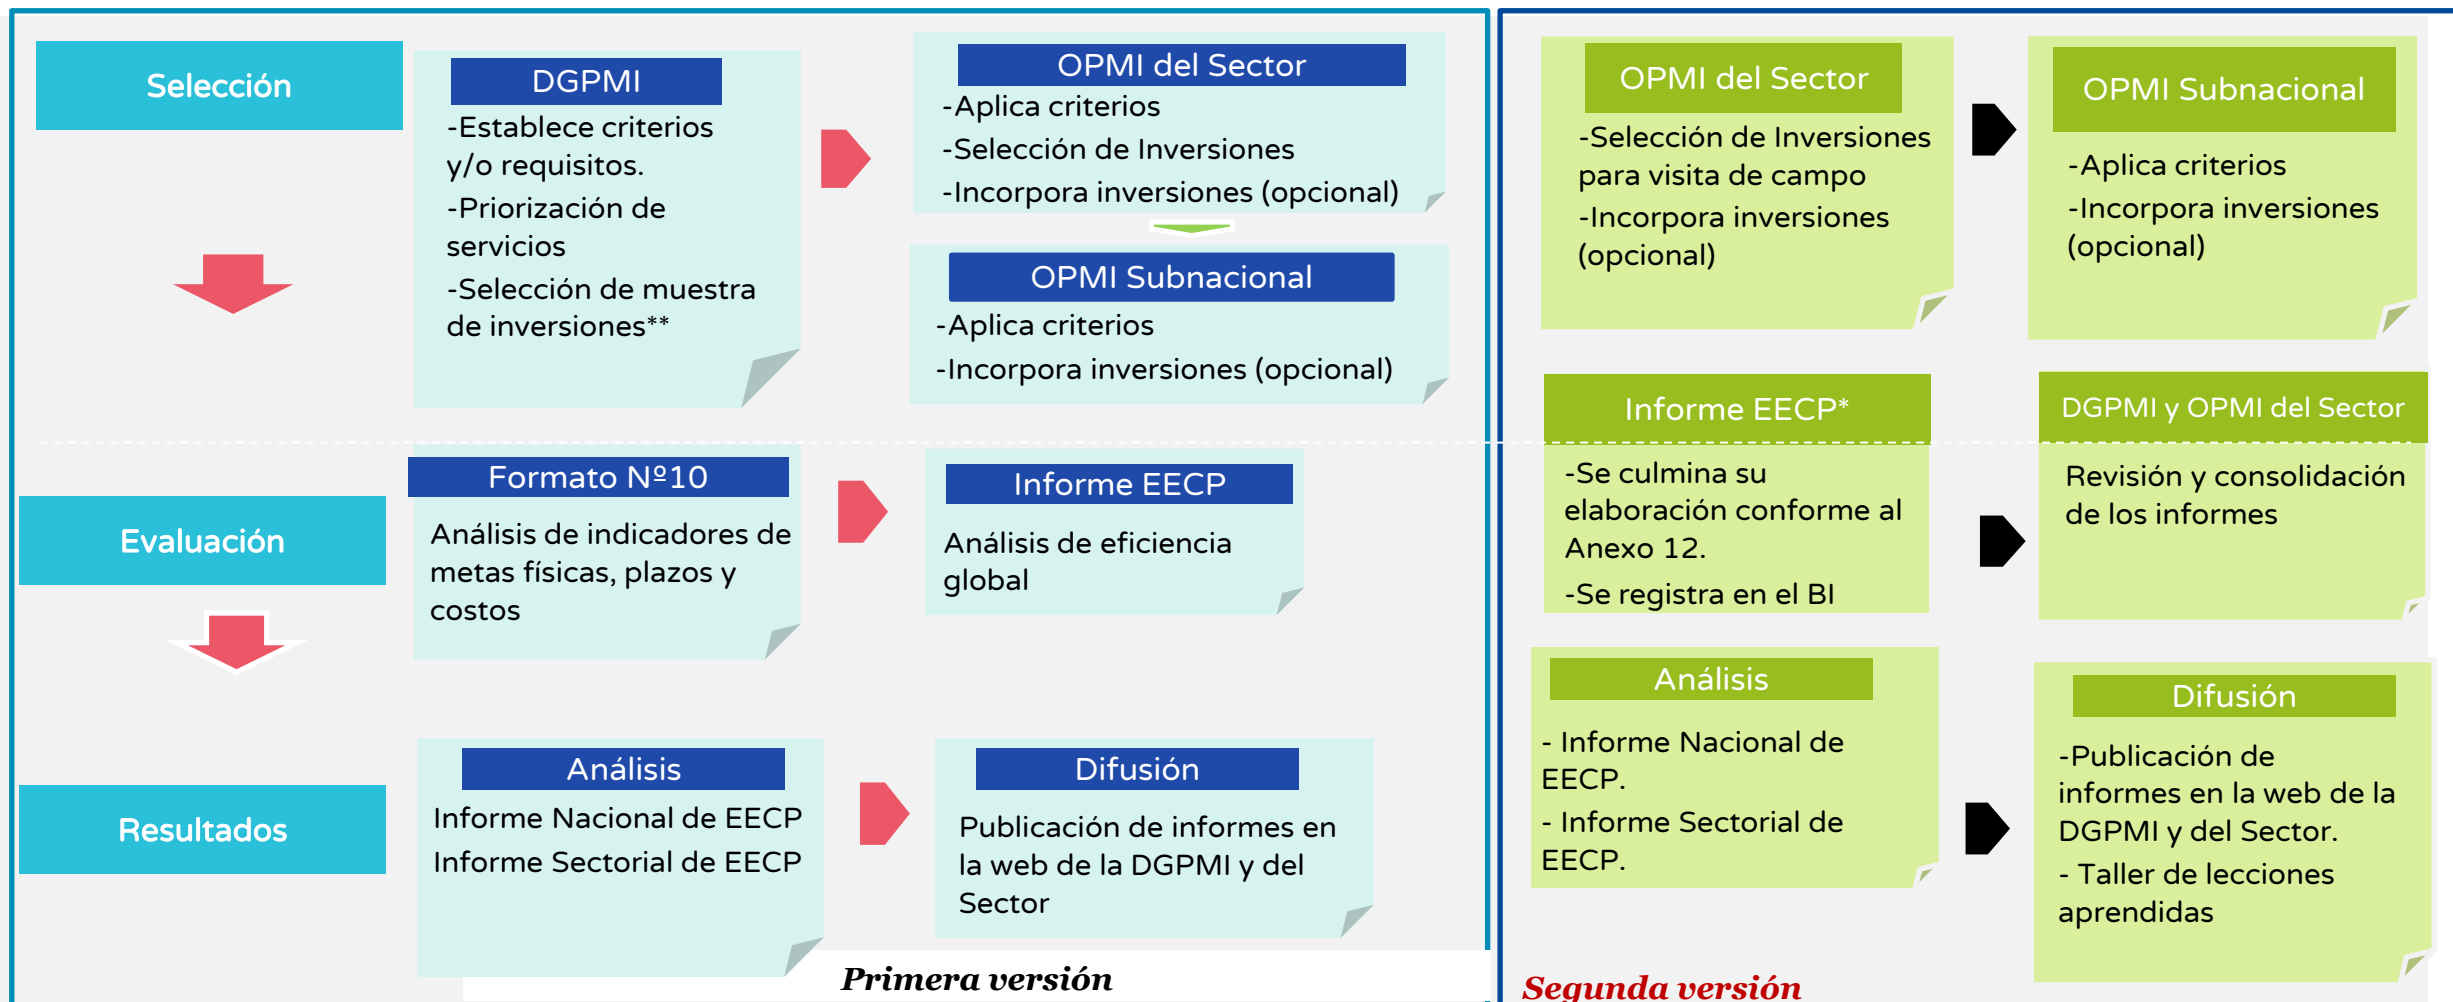 Selección
DGPMI
-Establece criterios
y/o requisitos.
-Priorización de
servicios
-Selección de muestra
de inversiones**
OPMI del Sector
-Aplica criterios
-Selección de Inversiones
-Incorpora inversiones (opcional)
OPMI Subnacional
-Aplica criterios
-Incorpora inversiones (opcional)
Evaluación
Formato Nº10
Análisis de indicadores de
metas físicas, plazos y
costos
Informe EECP
Análisis de eficiencia
global
Resultados
Análisis
Informe Nacional de EECP
Informe Sectorial de EECP
Difusión
Publicación de informes en
la web de la DGPMI y del
Sector
Primera versión
OPMI del Sector
-Selección de Inversiones
para visita de campo
-Incorpora inversiones
(opcional)
OPMI Subnacional
-Aplica criterios
-Incorpora inversiones
(opcional)
Informe EECP*
-Se culmina su
elaboración conforme al
Anexo 12.
-Se registra en el BI
DGPMI y OPMI del Sector
Revisión y consolidación
de los informes
Análisis
- Informe Nacional de
EECP.
- Informe Sectorial de
EECP.
Difusión
-Publicación de
informes en la web de la
DGPMI y del Sector.
- Taller de lecciones
aprendidas
Segunda versión